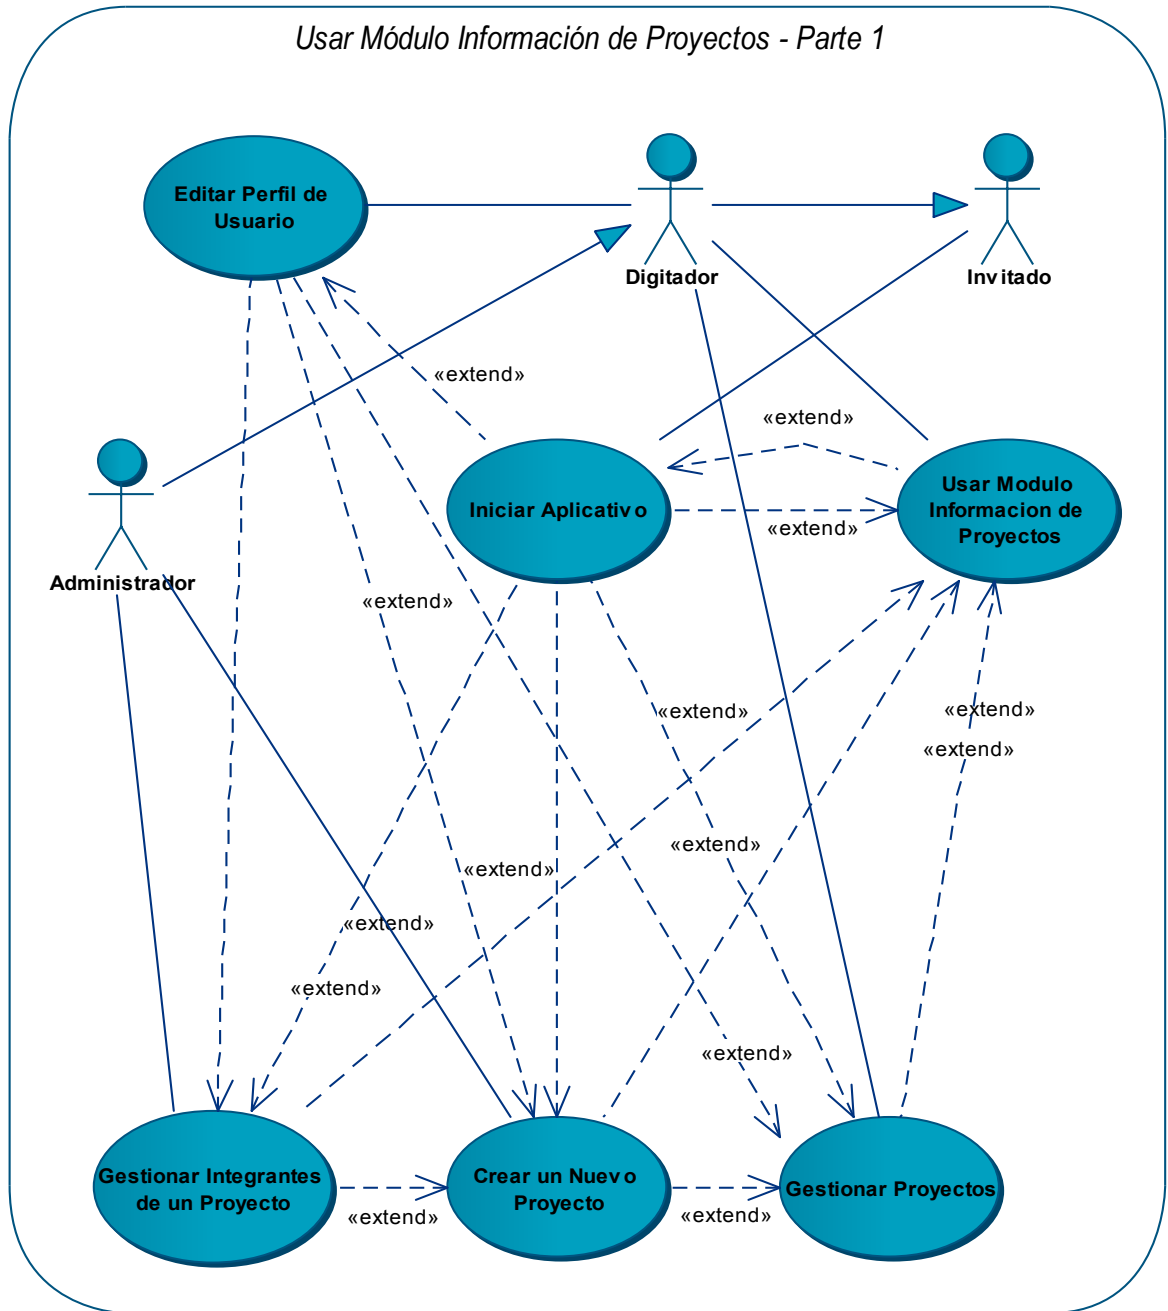 Usar Módulo Información de Proyectos - Parte 1
Editar Perfil de
Usuario
Digitador
Invitado
«extend»
«extend»
Iniciar Aplicativo
Usar Modulo
Informacion de
Proyectos
«extend»
Administrador
«extend»
«extend»
«extend»
«extend»
«extend»
«extend»
«extend»
«extend»
«extend»
Gestionar Integrantes
de un Proyecto
Crear un Nuevo
Proyecto
Gestionar Proyectos
«extend»
«extend»